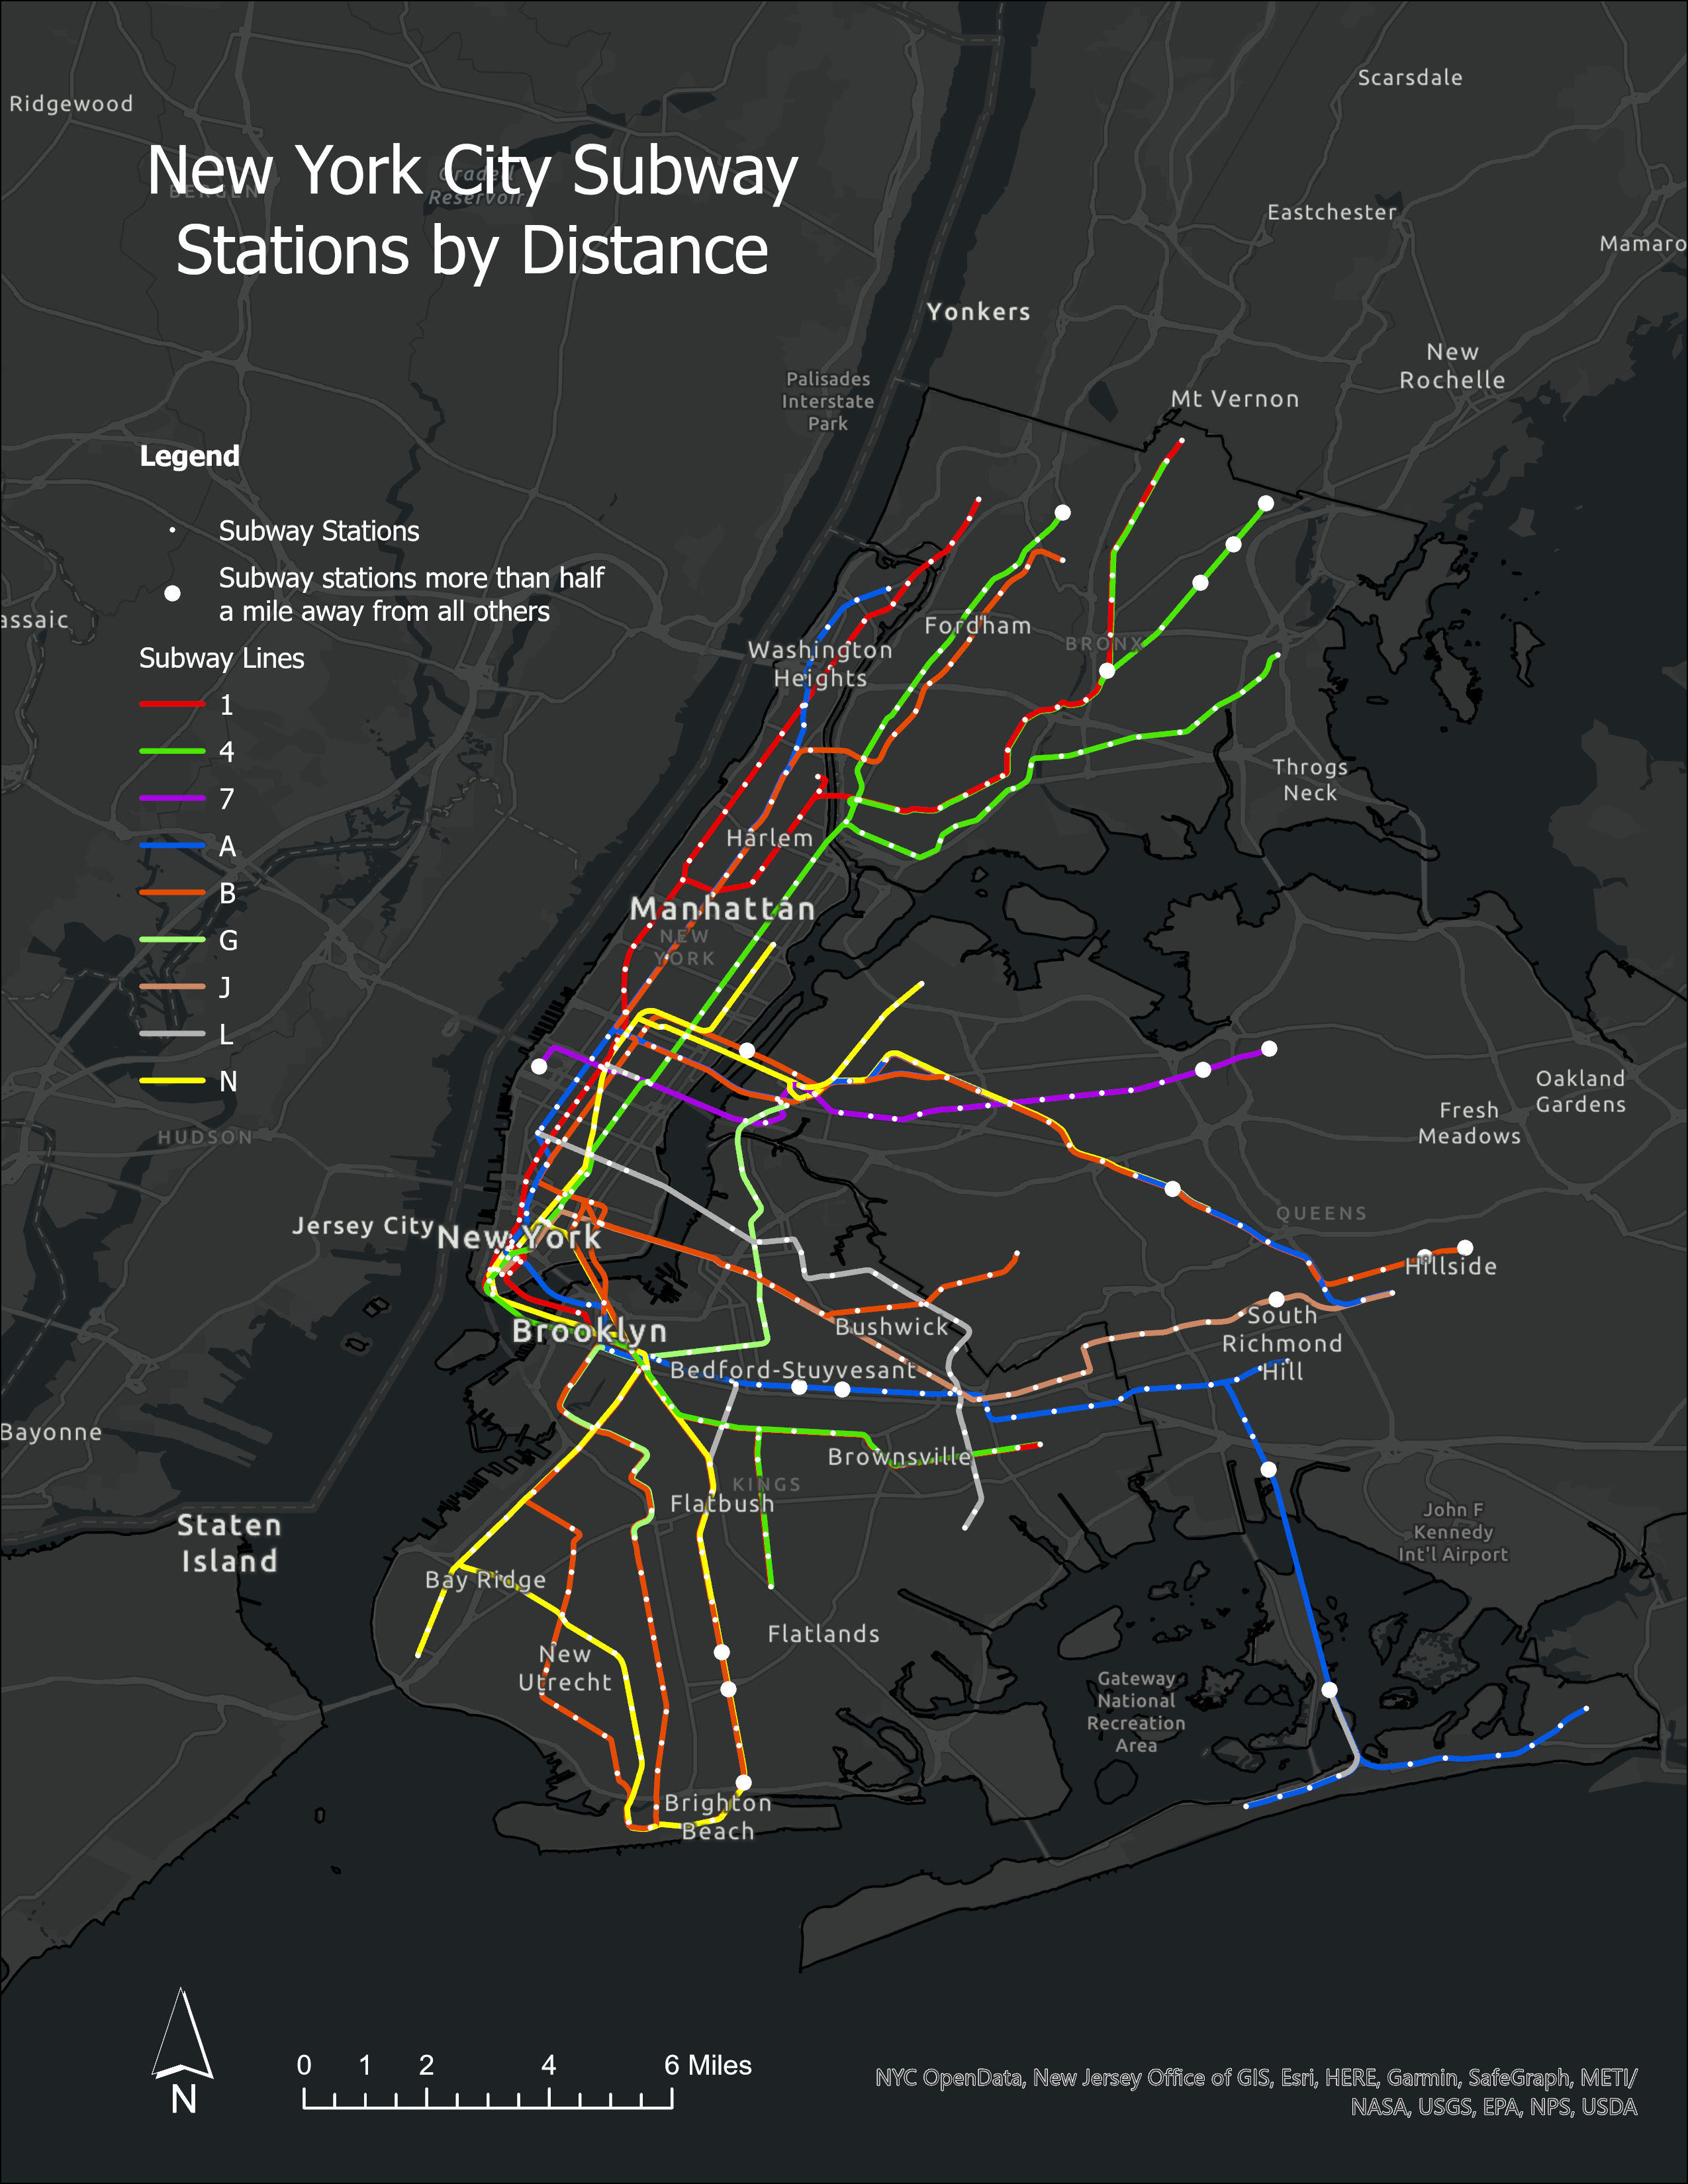 Scarsdale
Ridgewood
New York City Subway
Stations by Distance
BERGEN
Oradell
Reservoir
Eastchester
Mamaro
Yonkers
New
Rochelle
Palisades
Interstate
Park
Mt Vernon
Legend
Subway Stations
Subway stations more than half
a mile away from all others
assaic
Subway Lines
1
4
7
A
B
G
J
L
N
Fordham
BRONX
Washington
Heights
Throgs
Neck
Harlem
Manhattan
NEW
YORK
Oakland
Gardens
Fresh
Meadows
HUDSON
QUEENS
Jersey City
New York
Hillside
South
Richmond
Hill
Brooklyn
Bushwick
Bedford-Stuyvesant
Bayonne
Brownsville
KINGS
Flatbush
Staten
Island
John F
Kennedy
Int'l Airport
Bay Ridge
Flatlands
New
Utrecht
Gateway
National
Recreation
Area
Brighton
Beach
N
0 1 2 4 6 Miles
NYC OpenData, New Jersey Office of GIS, Esri, HERE, Garmin, SafeGraph, METI/
NASA, USGS, EPA, NPS, USDA